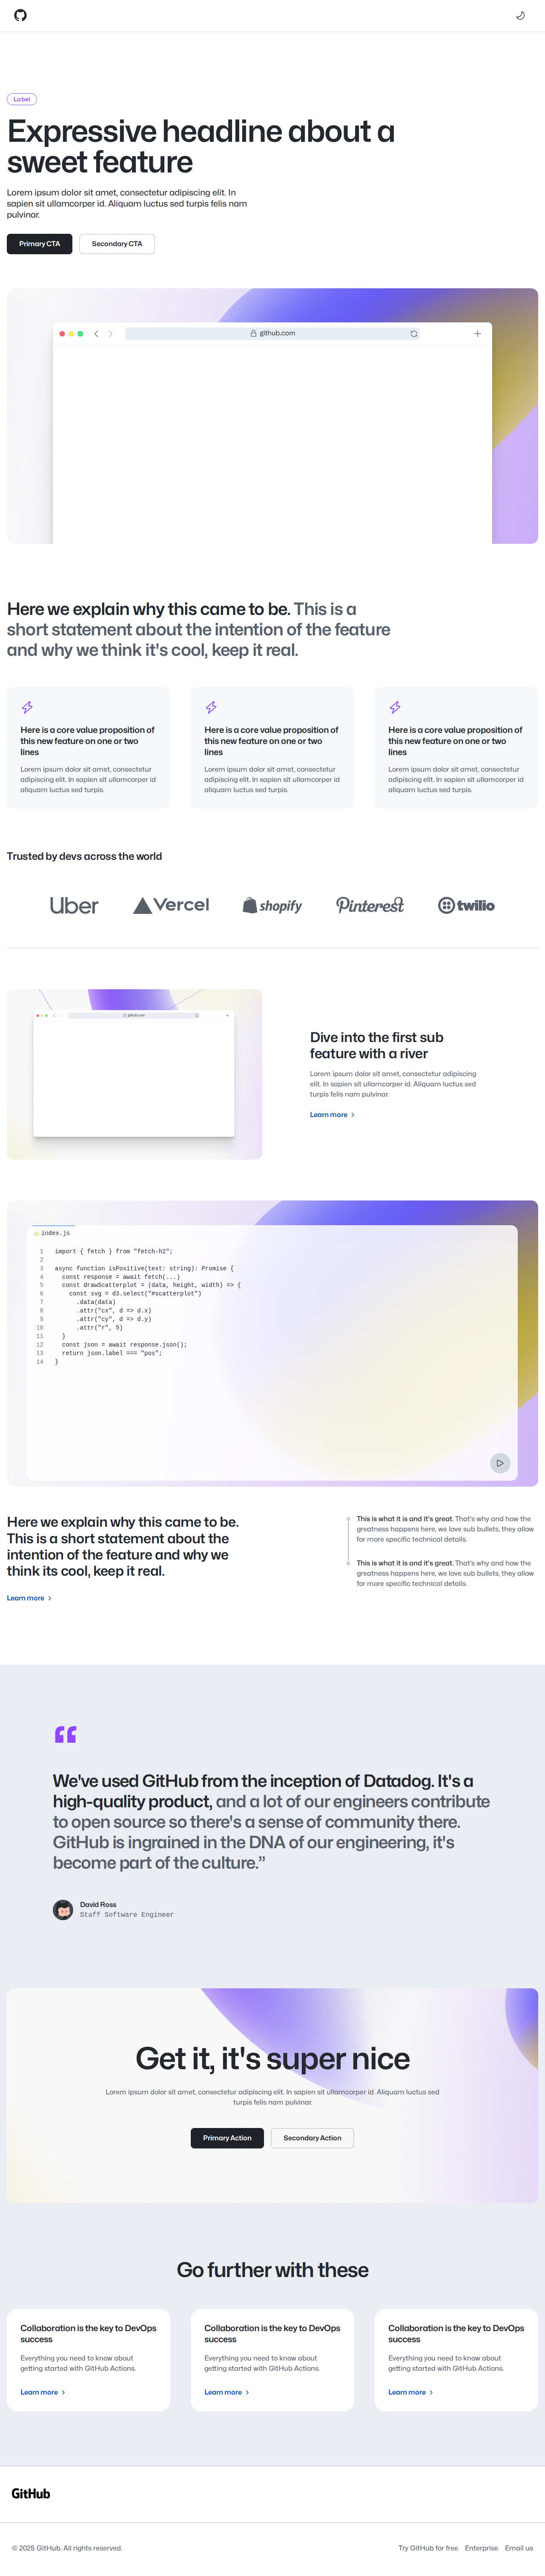 Label
Expressive headline about a
sweet feature
Lorem ipsum dolor sit amet, consectetur adipiscing elit. In
sapien sit ullamcorper id. Aliquam luctus sed turpis felis nam
pulvinar.
Primary CTA
Secondary CTA
github.com
Here we explain why this came to be. This is a
short statement about the intention of the feature
and why we think it's cool, keep it real.
Here is a core value proposition of
this new feature on one or two
lines
Lorem ipsum dolor sit amet, consectetur
adipiscing elit. In sapien sit ullamcorper id
aliquam luctus sed turpis.
Here is a core value proposition of
this new feature on one or two
lines
Lorem ipsum dolor sit amet, consectetur
adipiscing elit. In sapien sit ullamcorper id
aliquam luctus sed turpis.
Here is a core value proposition of
this new feature on one or two
lines
Lorem ipsum dolor sit amet, consectetur
adipiscing elit. In sapien sit ullamcorper id
aliquam luctus sed turpis.
Trusted by devs across the world
Uber
Vercel
shopify
Pinterest
twilio
github.com
Dive into the first sub
feature with a river
Lorem ipsum dolor sit amet, consectetur adipiscing
elit. In sapien sit ullamcorper id. Aliquam luctus sed
turpis felis nam pulvinar.
Learn more
index.js
1 import { fetch } from "fetch-h2";
2
3 async function isPositive(text: string): Promise {
4 const response = await fetch(...)
5 const drawScatterplot = (data, height, width) => {
6 const svg = d3.select("#scatterplot")
7 .data(data)
8 .attr("cx", d => d.x)
9 .attr("cy", d => d.y)
10 .attr("r", 5)
11 }
12 const json = await response.json();
13 return json.label === "pos";
14 }
Here we explain why this came to be.
This is a short statement about the
intention of the feature and why we
think its cool, keep it real.
Learn more
This is what it is and it's great. That's why and how the
greatness happens here, we love sub bullets, they allow
for more specific technical details.
This is what it is and it's great. That's why and how the
greatness happens here, we love sub bullets, they allow
for more specific technical details.
We've used GitHub from the inception of Datadog. It's a
high-quality product, and a lot of our engineers contribute
to open source so there's a sense of community there.
GitHub is ingrained in the DNA of our engineering, it's
become part of the culture.”
David Ross
Staff Software Engineer
Get it, it's super nice
Lorem ipsum dolor sit amet, consectetur adipiscing elit. In sapien sit ullamcorper id. Aliquam luctus sed
turpis felis nam pulvinar.
Primary Action
Secondary Action
Go further with these
Collaboration is the key to DevOps
success
Everything you need to know about
getting started with GitHub Actions.
Learn more
Collaboration is the key to DevOps
success
Everything you need to know about
getting started with GitHub Actions.
Learn more
Collaboration is the key to DevOps
success
Everything you need to know about
getting started with GitHub Actions.
Learn more
GitHub
© 2025 GitHub. All rights reserved.
Try GitHub for free
Enterprise
Email us